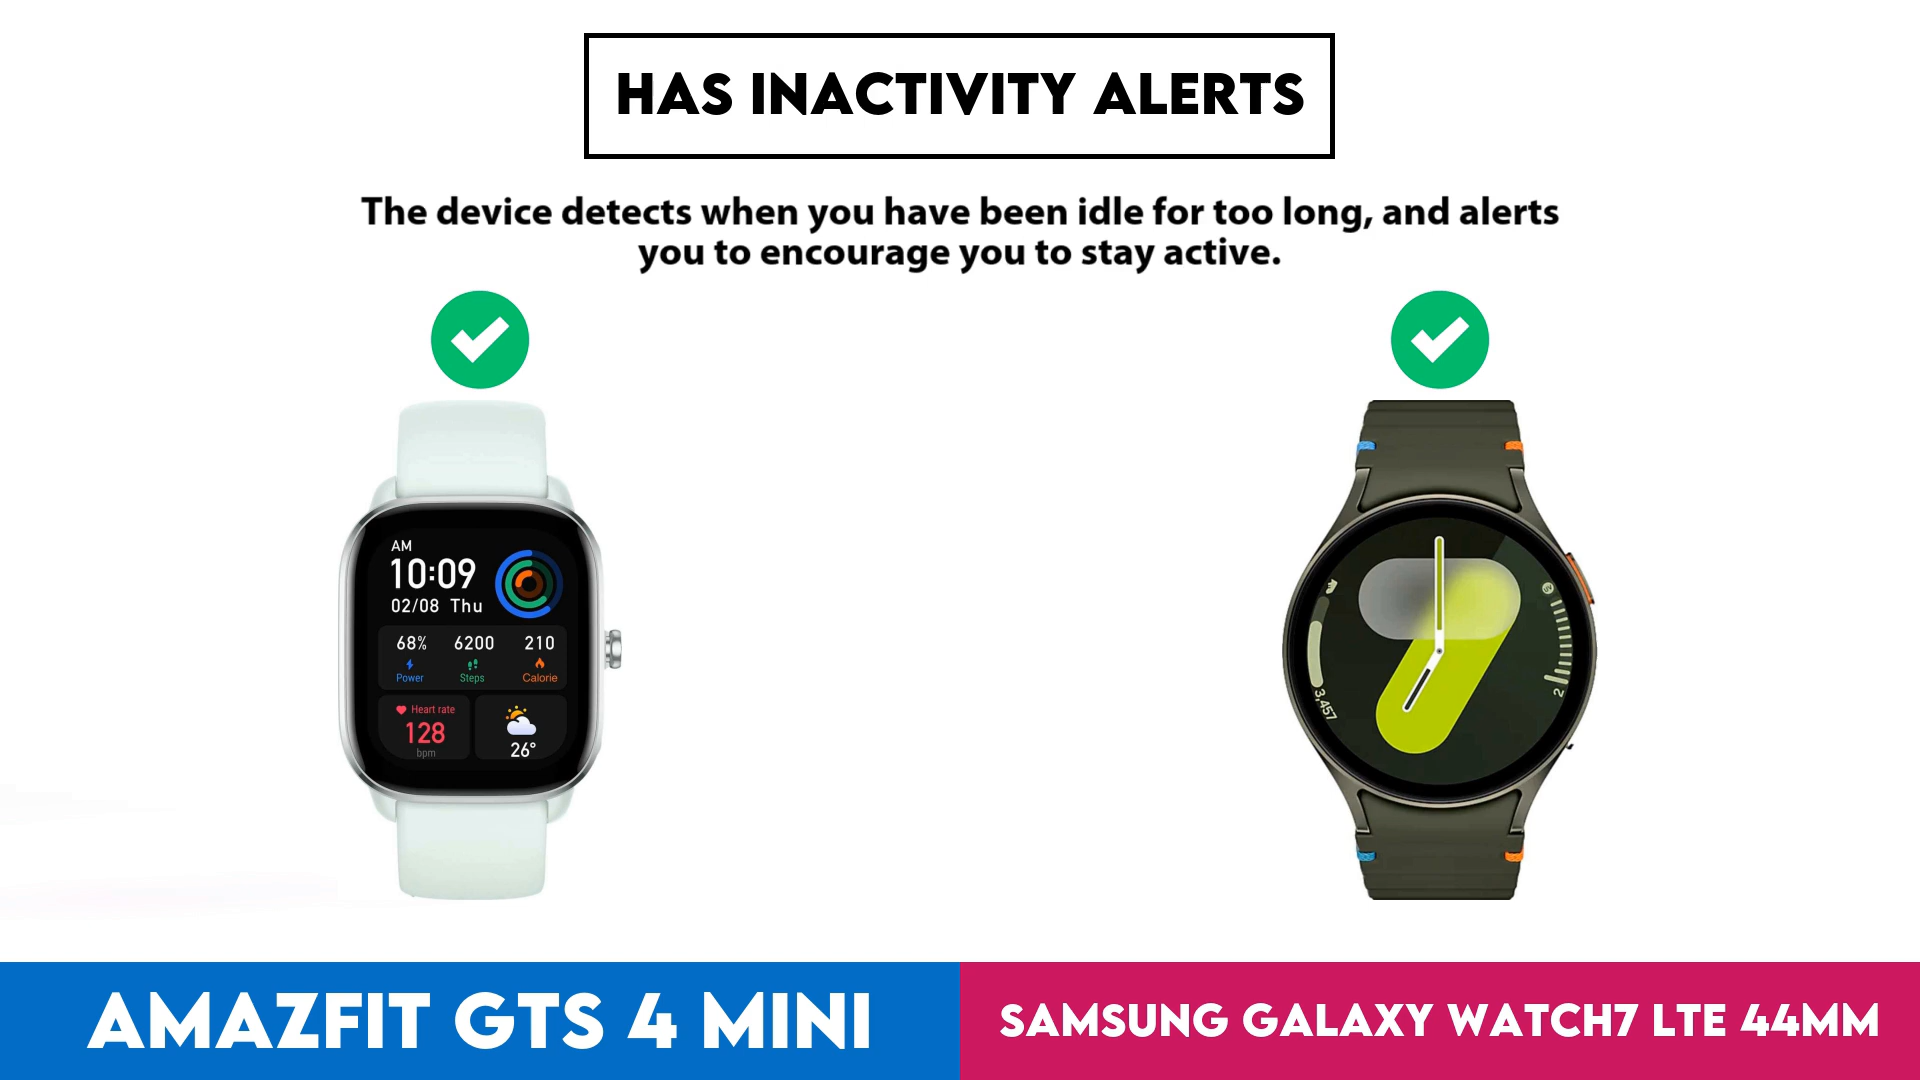 HAS INACTIVITY ALERTS
The device detects when you have been idle for too long, and alerts
you to encourage you to stay active.
AM
10:09
02/08 Thu
68% 6200 210
Power Steps Calorie
Heart rate
128
bpm
26°
3,457
UV
2
AMAZFIT GTS 4 MINI
SAMSUNG GALAXY WATCH7 LTE 44MM